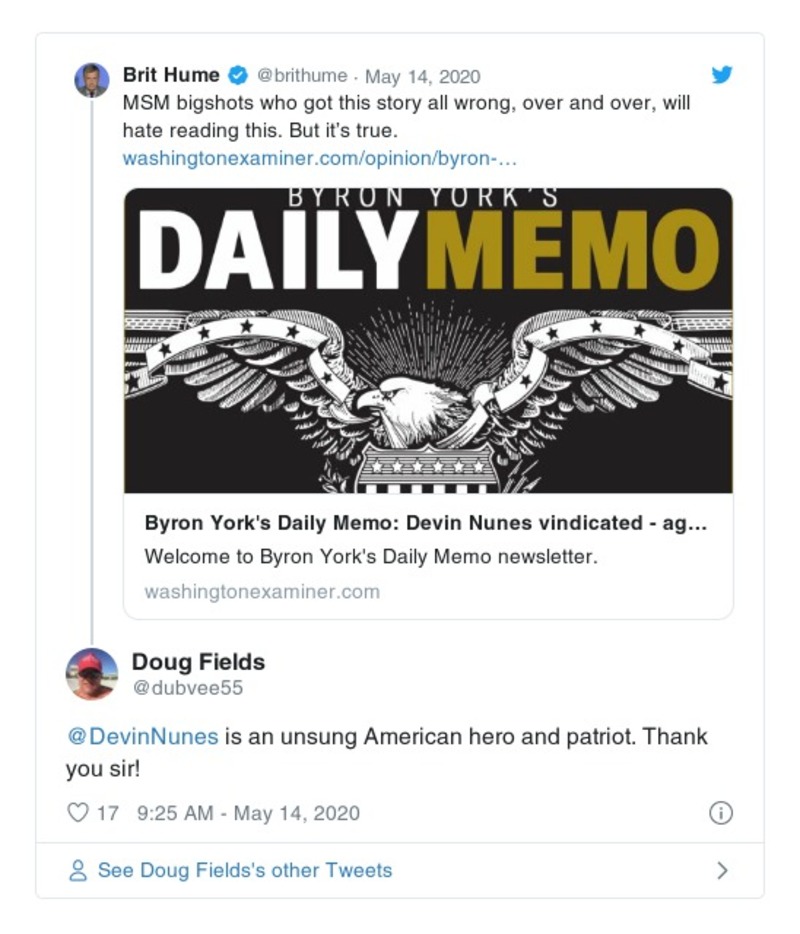 Brit Hume @brithume · May 14, 2020
MSM bigshots who got this story all wrong, over and over, will
hate reading this. But it’s true.
washingtonexaminer.com/opinion/byron-…
BYRON YORK'S
DAILYMEMO
Byron York's Daily Memo: Devin Nunes vindicated - ag...
Welcome to Byron York's Daily Memo newsletter.
washingtonexaminer.com
Doug Fields
@dubvee55
@DevinNunes is an unsung American hero and patriot. Thank
you sir!
17 9:25 AM - May 14, 2020
See Doug Fields's other Tweets